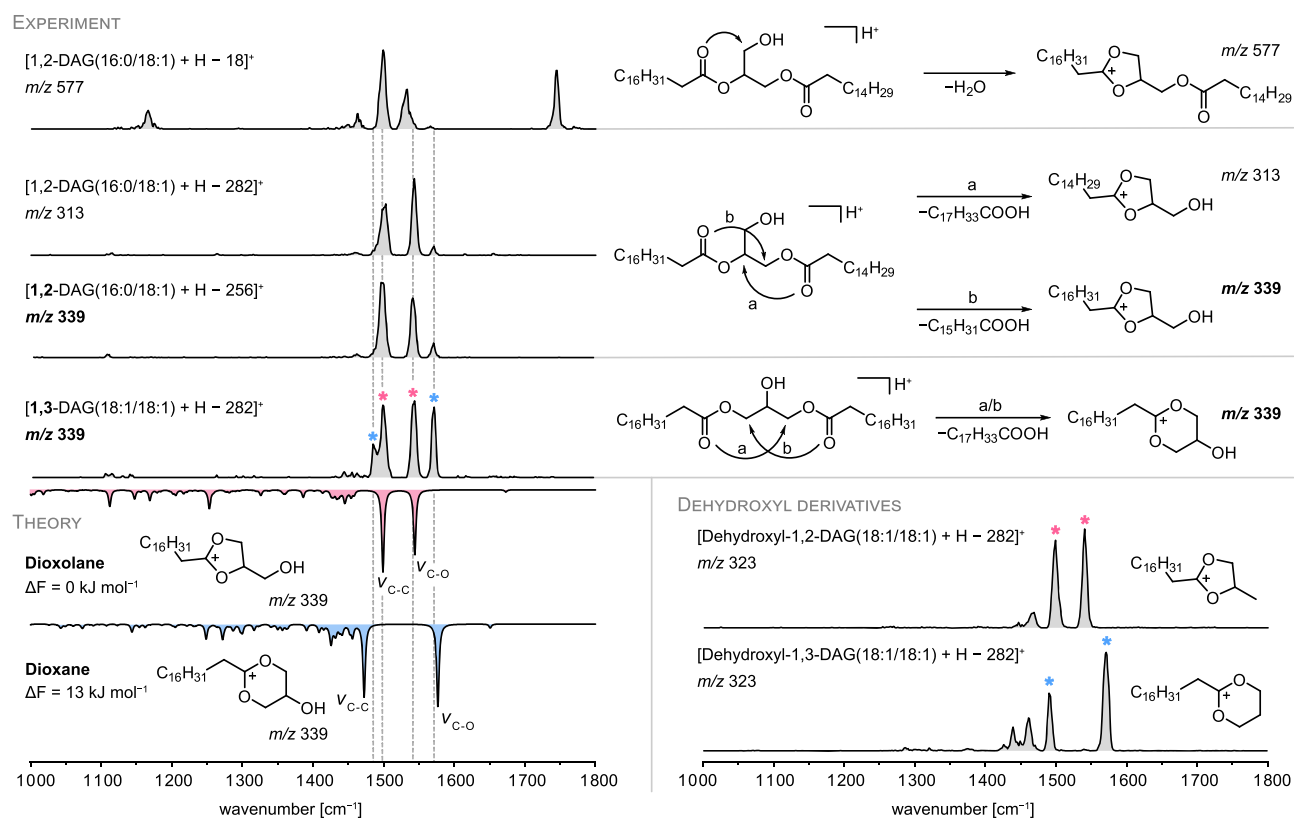 EXPERIMENT
[1,2-DAG(16:0/18:1) + H − 18]⁺
m/z 577
OH
H⁺
O
C₁₆H₃₁
O
O
C₁₄H₂₉
O
−H₂O
m/z 577
C₁₆H₃₁
O
+
O
O
C₁₄H₂₉
O
[1,2-DAG(16:0/18:1) + H − 282]⁺
m/z 313
[1,2-DAG(16:0/18:1) + H − 256]⁺
m/z 339
b
OH
H⁺
O
C₁₆H₃₁
O
O
C₁₄H₂₉
a
O
a
−C₁₇H₃₃COOH
C₁₄H₂₉
O
+
O
OH
m/z 313
b
−C₁₅H₃₁COOH
C₁₆H₃₁
O
+
O
OH
m/z 339
[1,3-DAG(18:1/18:1) + H − 282]⁺
m/z 339
* * * *
OH
H⁺
C₁₆H₃₁
O
O
C₁₆H₃₁
O
a
b
O
a/b
−C₁₇H₃₃COOH
C₁₆H₃₁
O
+
O
OH
m/z 339
THEORY
Dioxolane
ΔF = 0 kJ mol⁻¹
C₁₆H₃₁
O
+
O
OH
m/z 339
ν C-C
ν C-O
Dioxane
ΔF = 13 kJ mol⁻¹
C₁₆H₃₁
O
+
O
OH
m/z 339
ν C-C
ν C-O
1000 1100 1200 1300 1400 1500 1600 1700 1800
wavenumber [cm⁻¹]
DEHYDROXYL DERIVATIVES
[Dehydroxyl-1,2-DAG(18:1/18:1) + H − 282]⁺
m/z 323
* *
C₁₆H₃₁
O
+
O
[Dehydroxyl-1,3-DAG(18:1/18:1) + H − 282]⁺
m/z 323
* *
C₁₆H₃₁
O
+
O
1000 1100 1200 1300 1400 1500 1600 1700 1800
wavenumber [cm⁻¹]